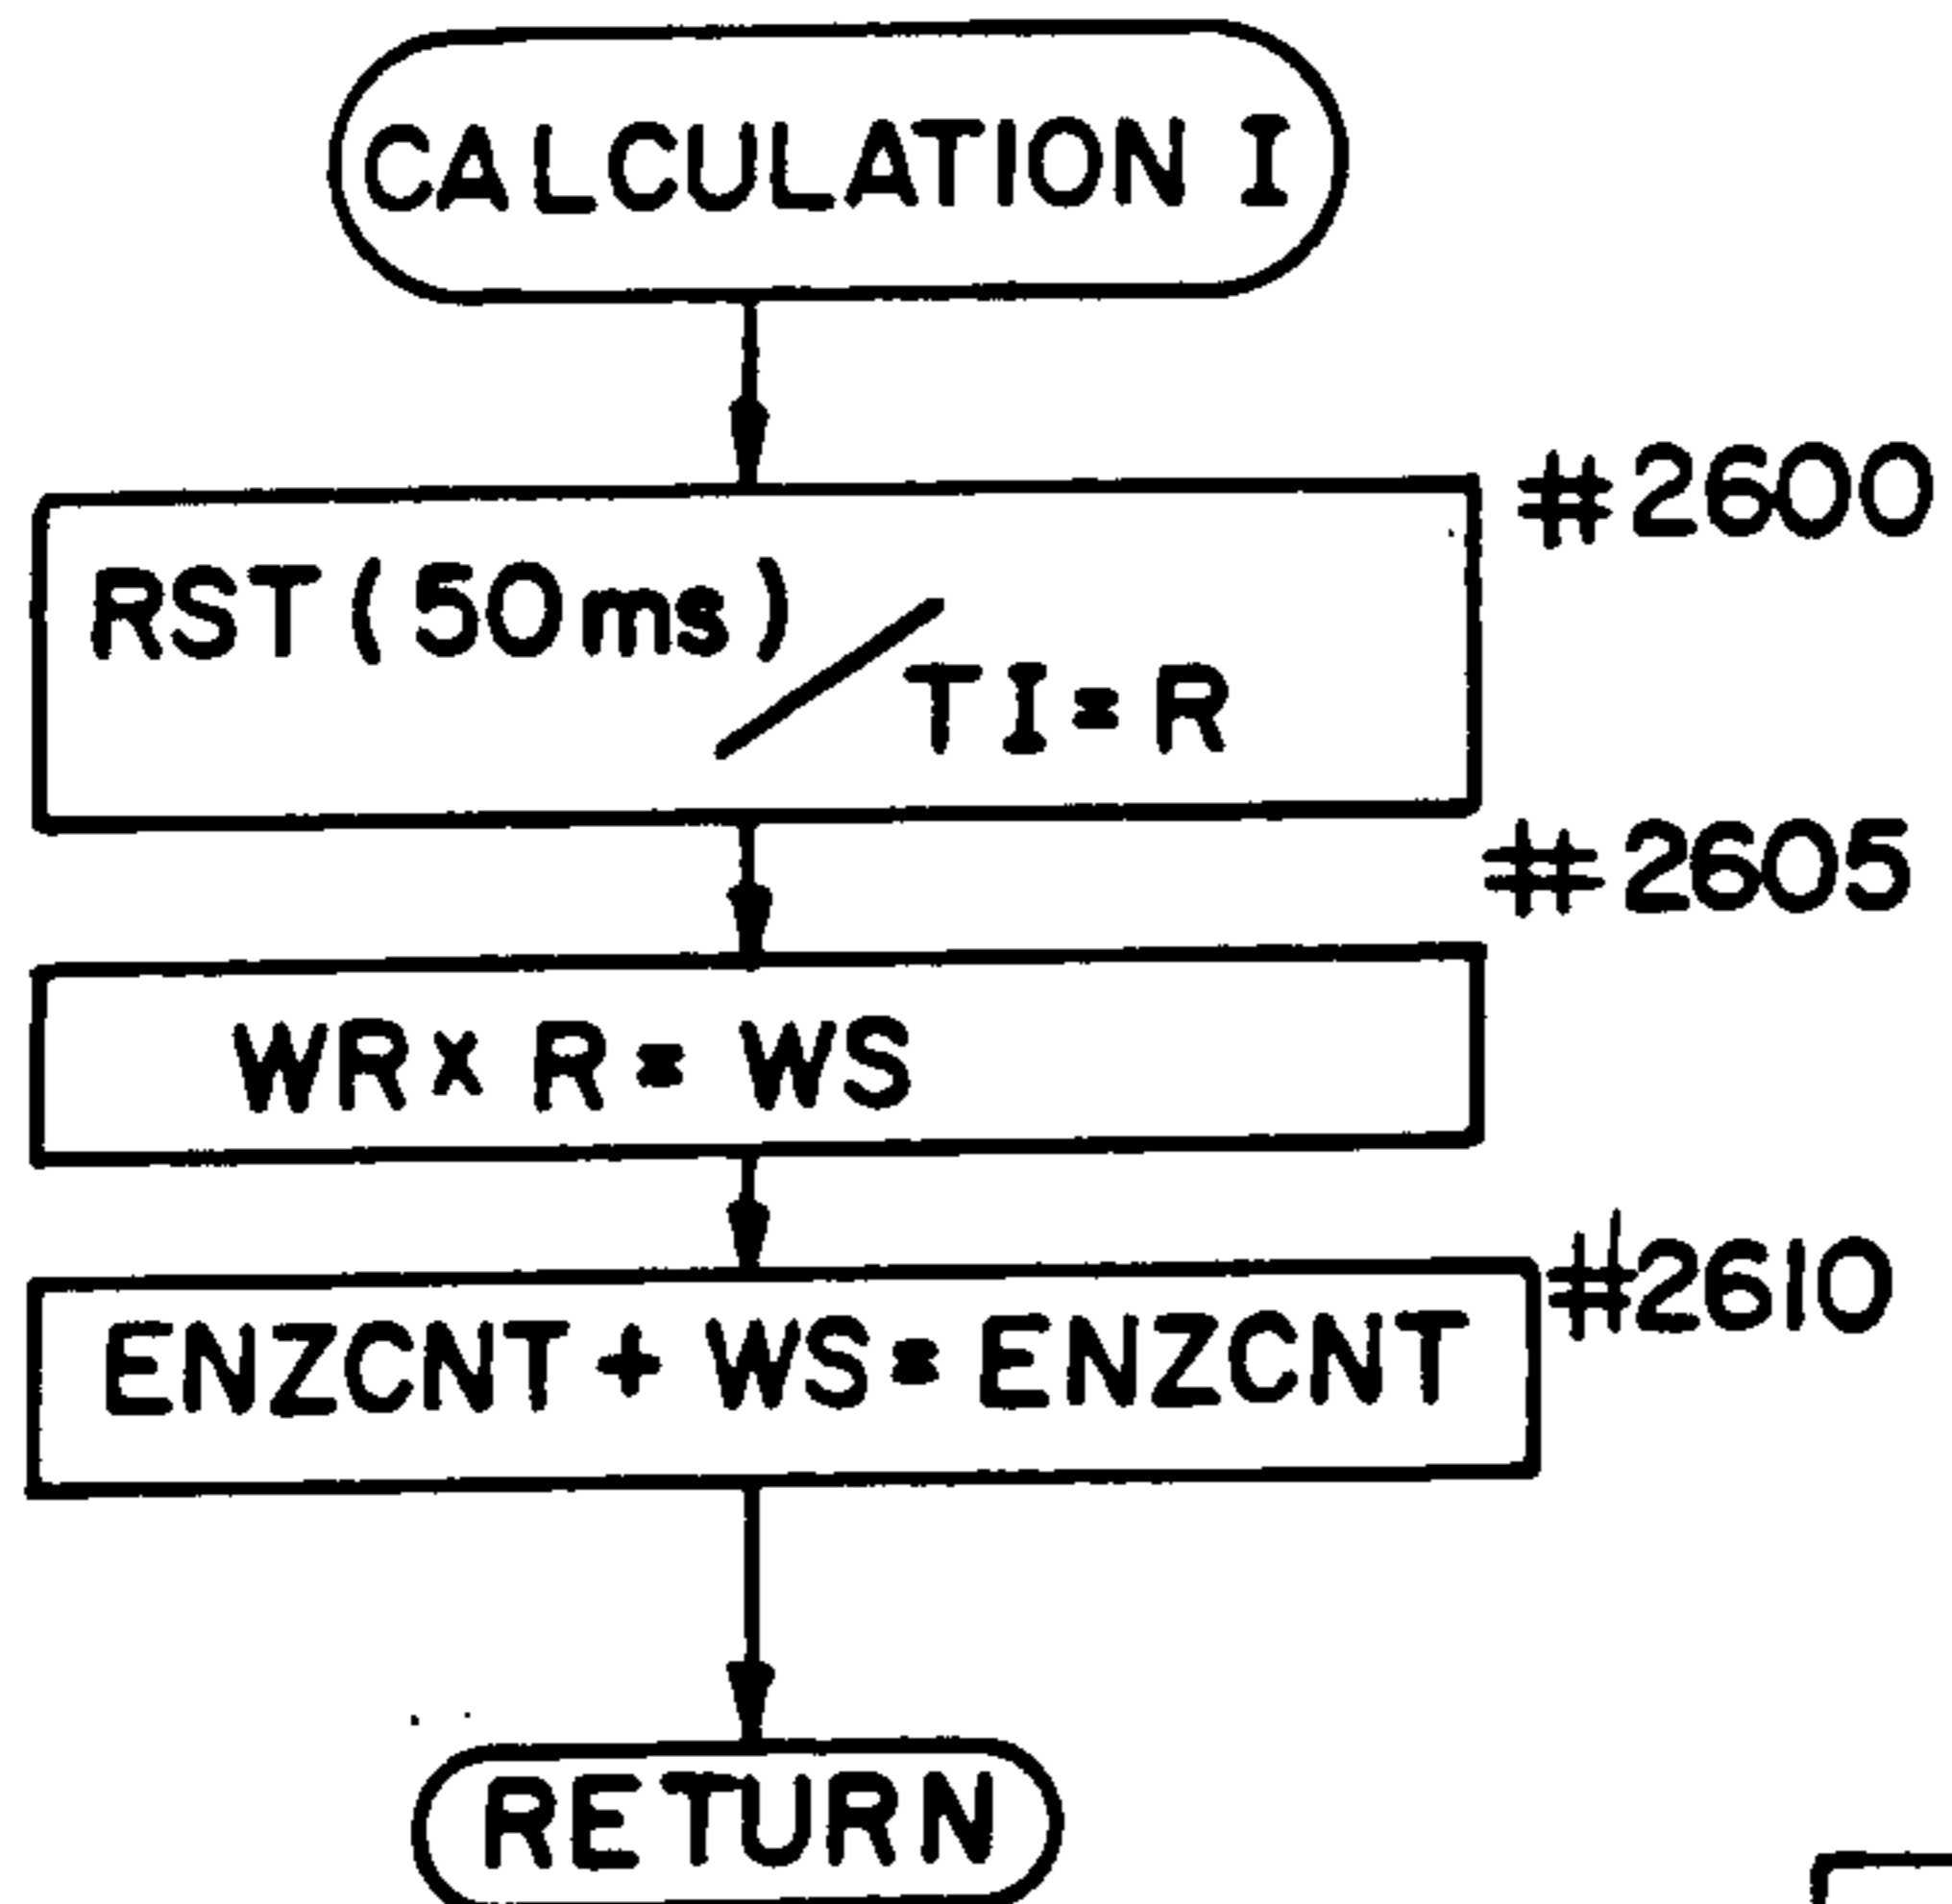 CALCULATION I
#2600
RST (50ms) / TI = R
#2605
WR x R = WS
#2610
ENZCNT + WS = ENZCNT
RETURN